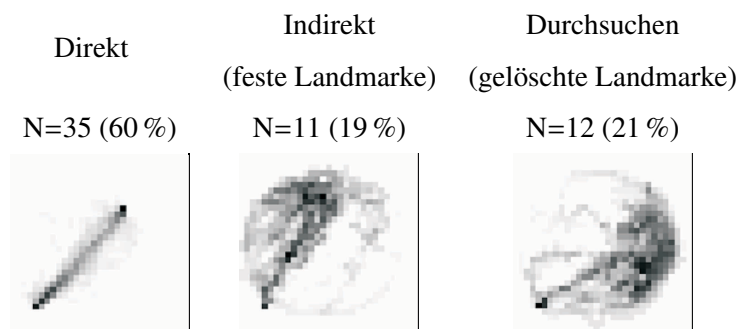 Direkt
Indirekt
(feste Landmarke)
Durchsuchen
(gelöschte Landmarke)
N=35 (60 %)
N=11 (19 %)
N=12 (21 %)